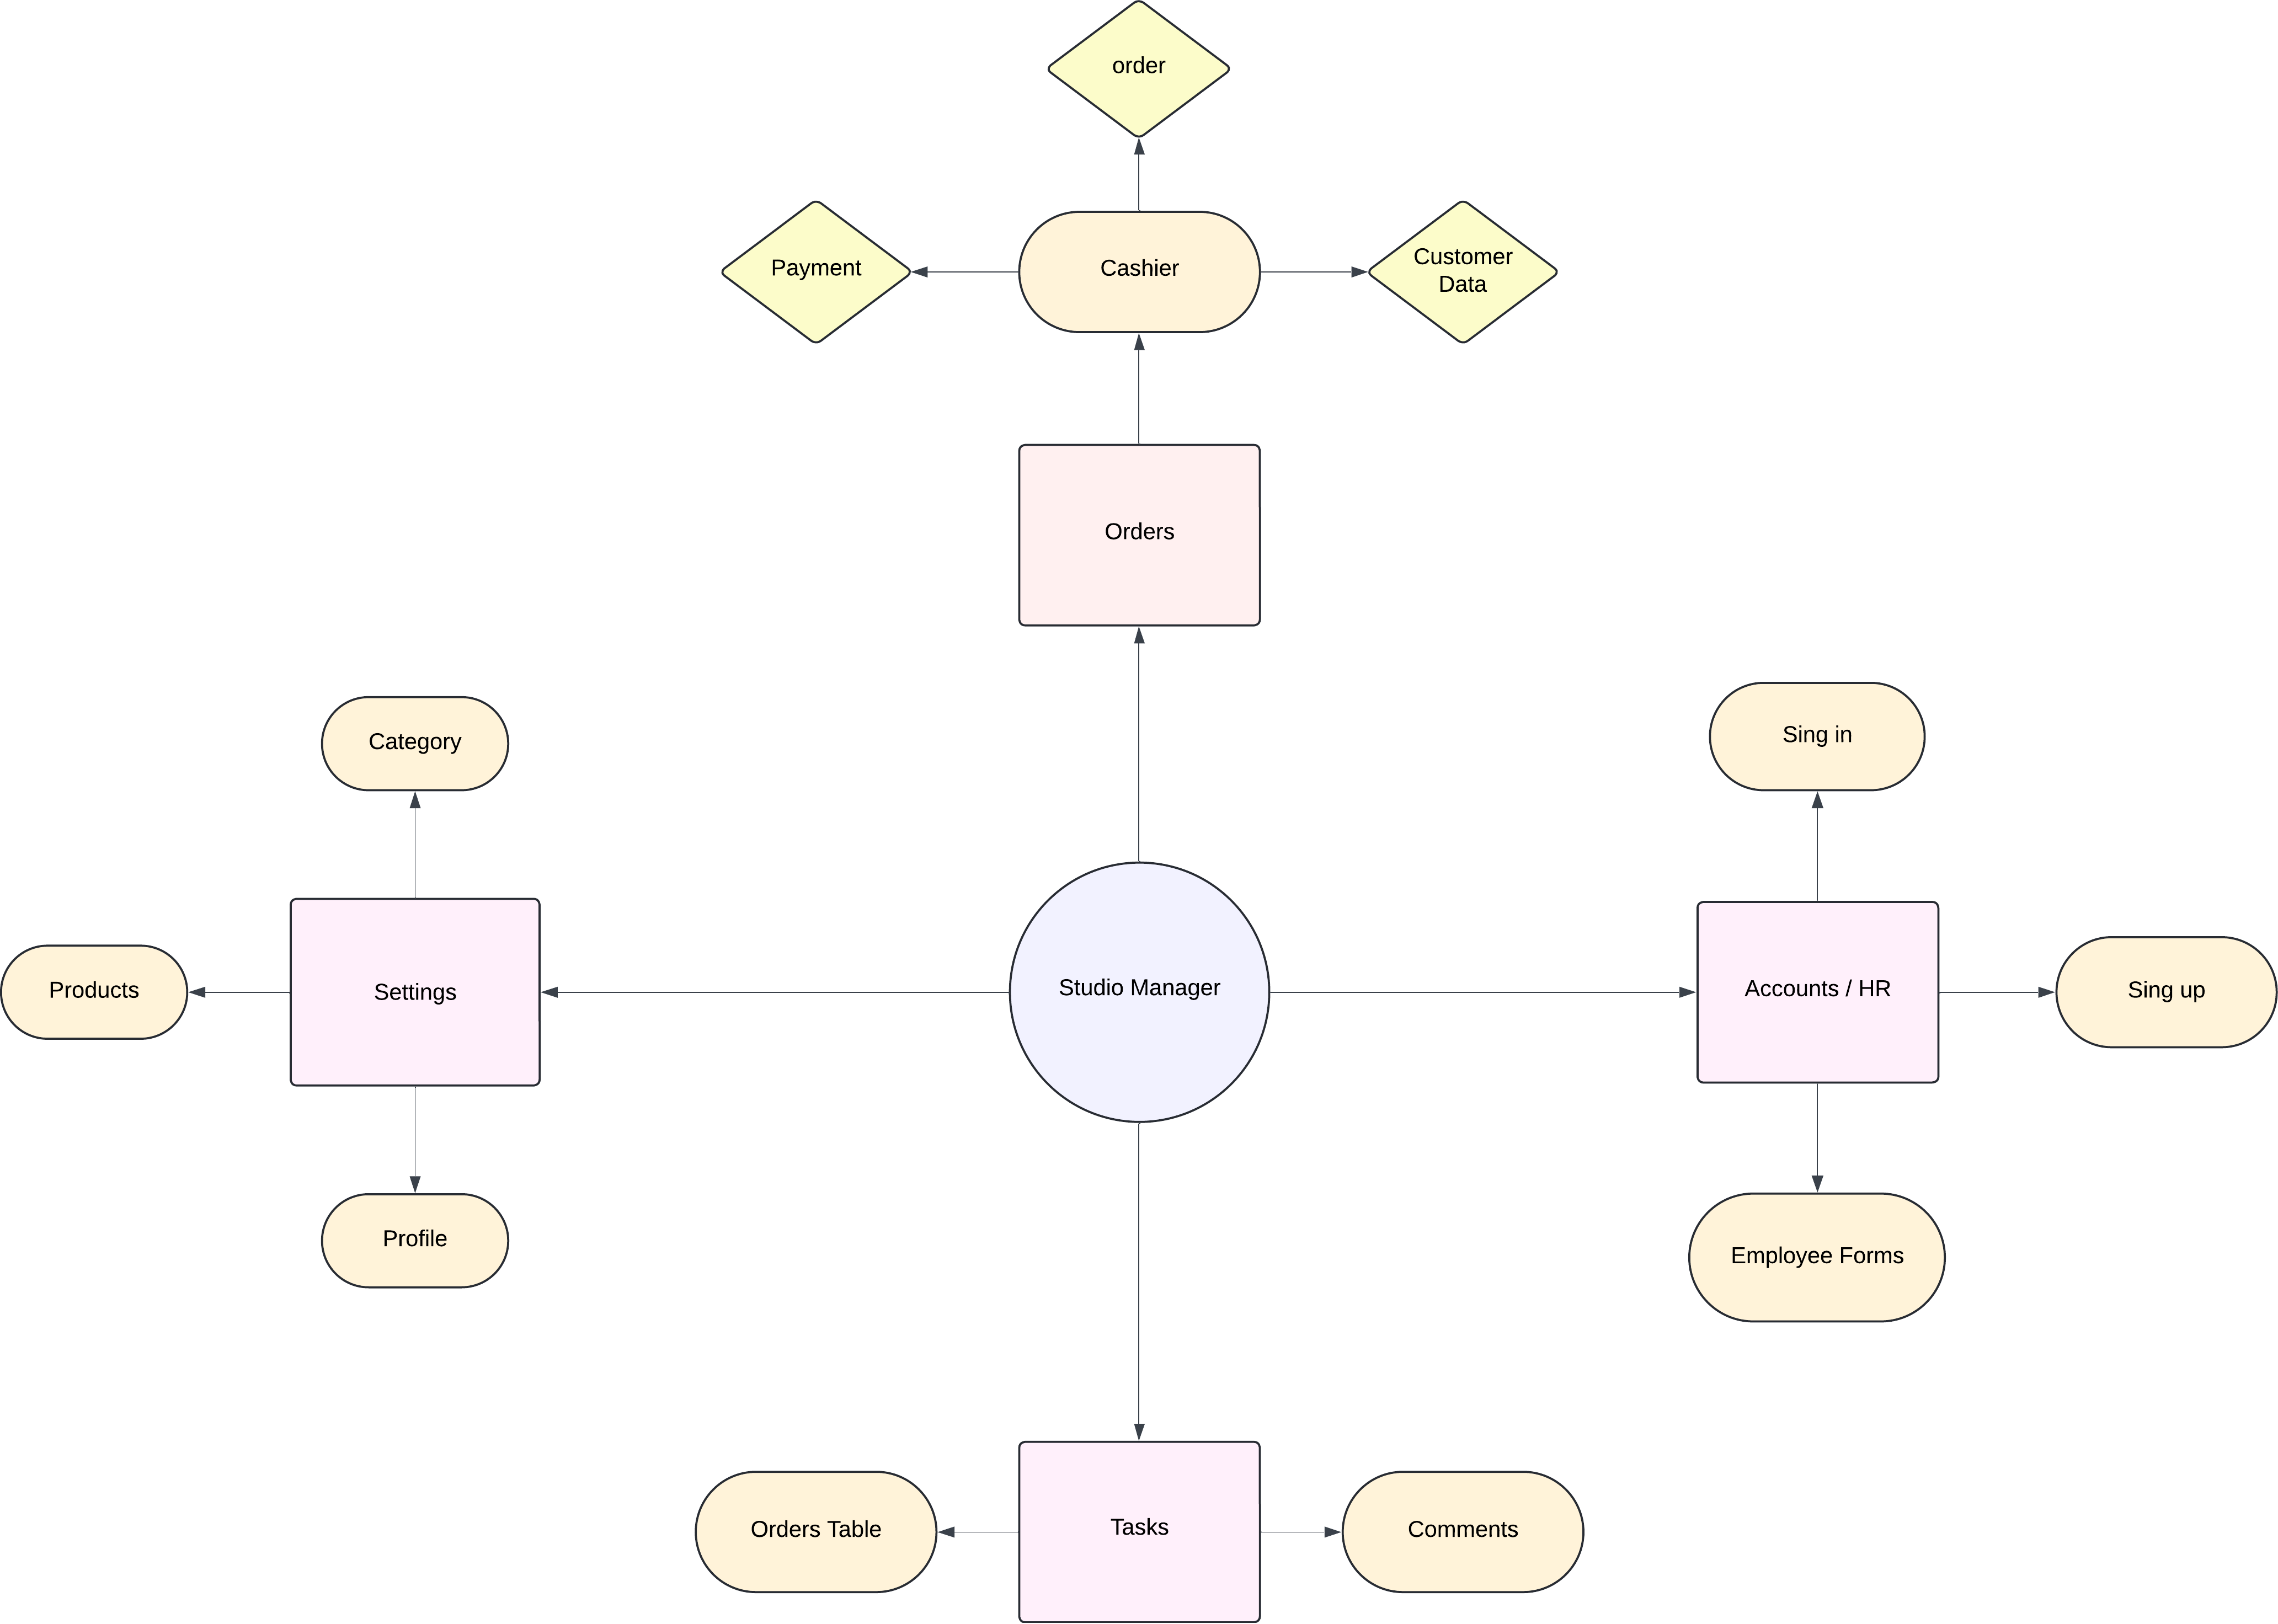 order
Payment
Cashier
Customer
Data
Orders
Category
Sing in
Products
Settings
Studio Manager
Accounts / HR
Sing up
Profile
Employee Forms
Orders Table
Tasks
Comments